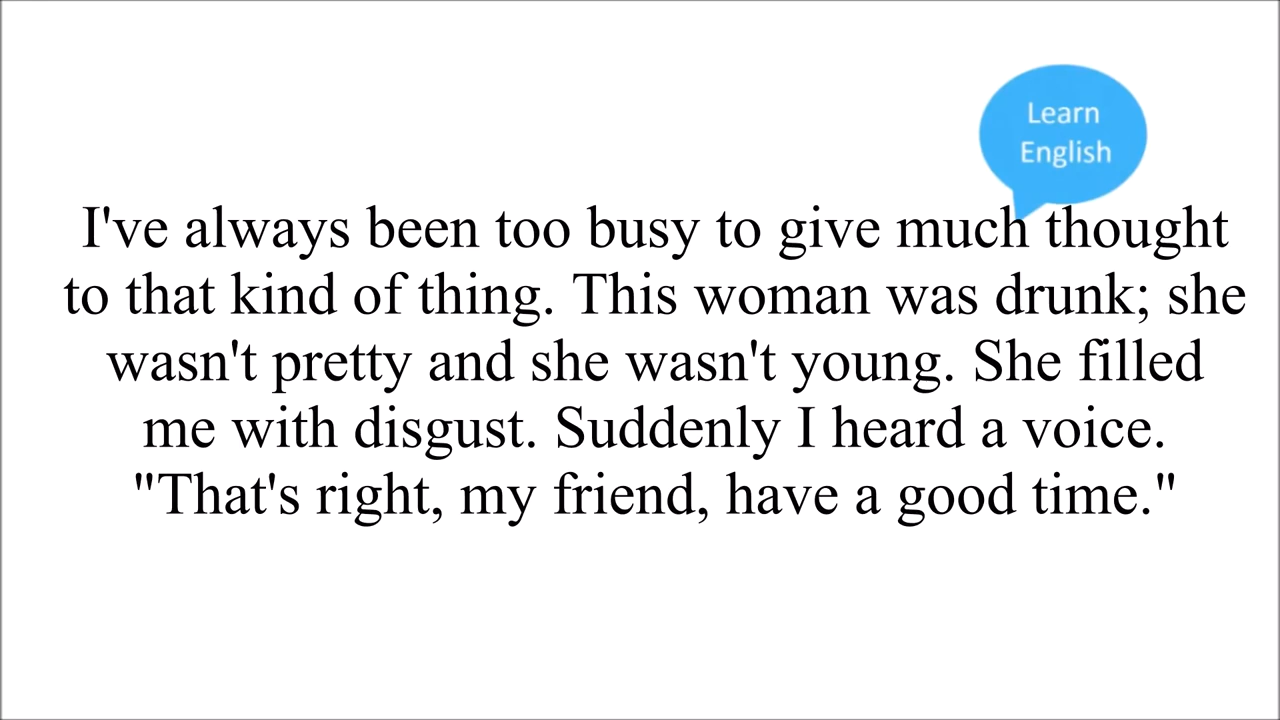 Learn
English
I've always been too busy to give much thought
to that kind of thing. This woman was drunk; she
wasn't pretty and she wasn't young. She filled
me with disgust. Suddenly I heard a voice.
"That's right, my friend, have a good time."